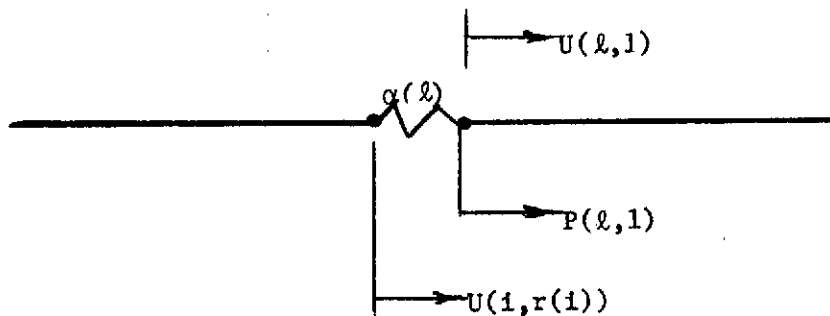 U(ℓ,1)
α(ℓ)
P(ℓ,1)
U(i,r(i))